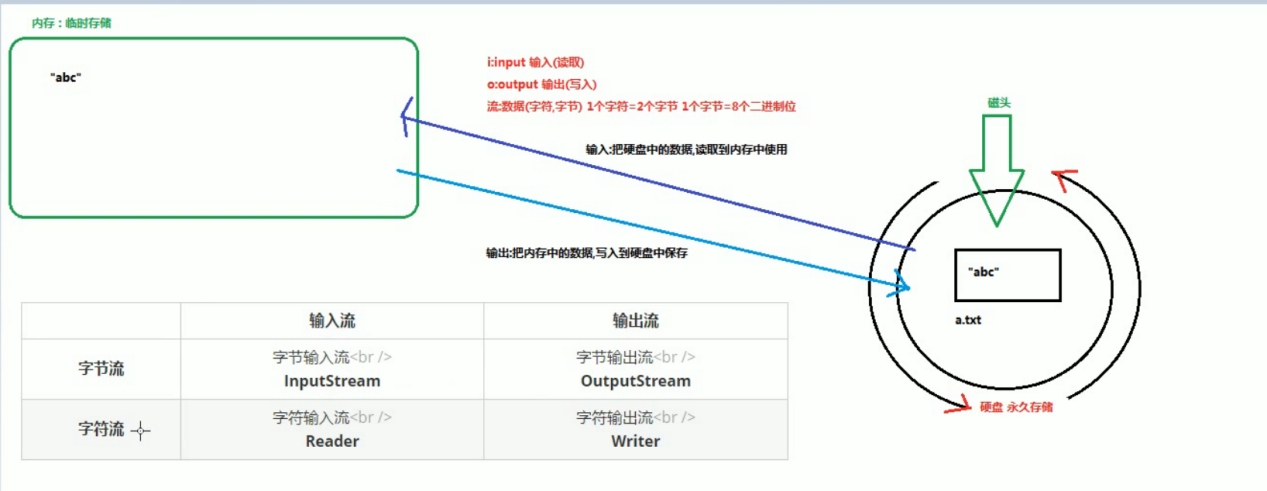 内存：临时存储
"abc"
i:input 输入(读取)
o:output 输出(写入)
流:数据(字符,字节) 1个字符=2个字节 1个字节=8个二进制位
输入:把硬盘中的数据,读取到内存中使用
输出:把内存中的数据,写入到硬盘中保存
磁头
"abc"
a.txt
硬盘 永久存储
输入流 输出流
字节流
字节输入流<br />
InputStream
字节输出流<br />
OutputStream
字符流
字符输入流<br />
Reader
字符输出流<br />
Writer